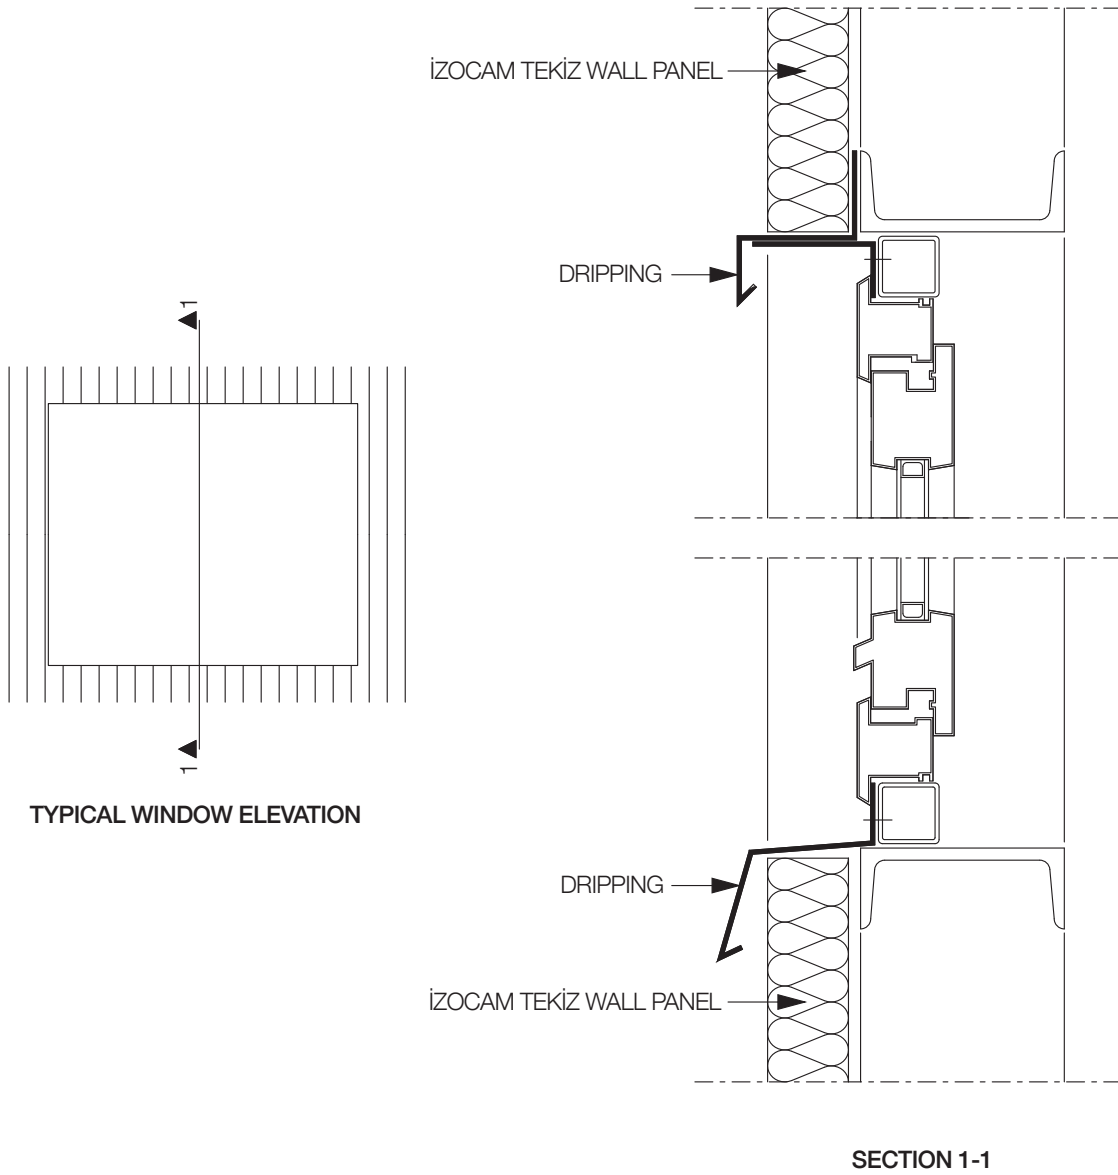 İZOCAM TEKİZ WALL PANEL
DRIPPING
1
1
TYPICAL WINDOW ELEVATION
DRIPPING
İZOCAM TEKİZ WALL PANEL
SECTION 1-1